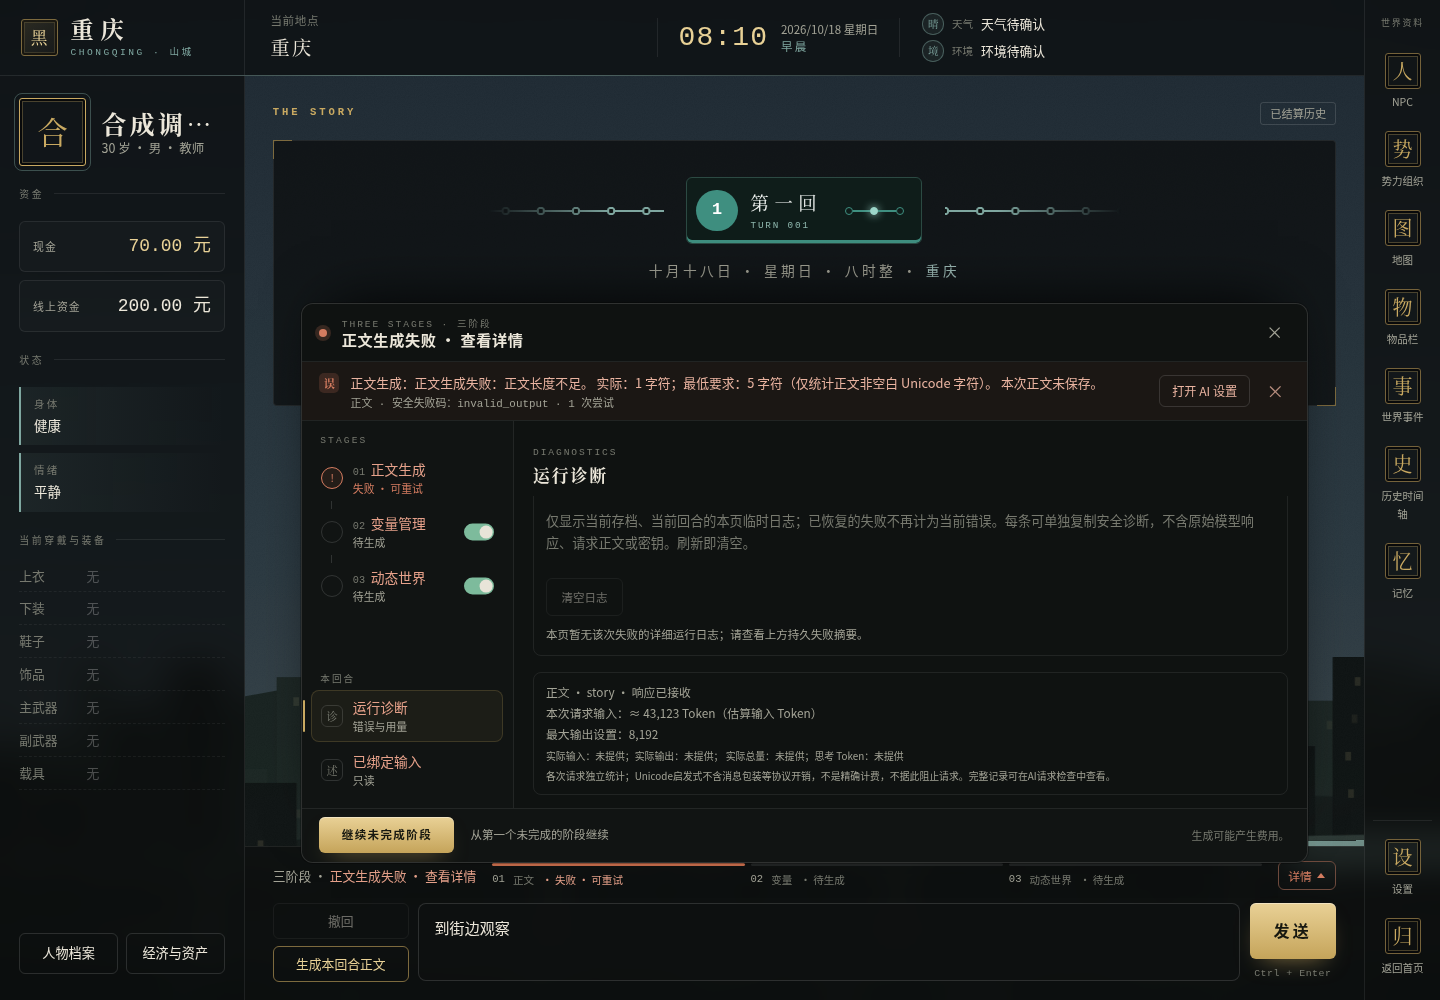 黑
重庆
CHONGQING · 山城
当前地点
重庆
08:10
2026/10/18 星期日
早晨
晴 天气 天气待确认
境 环境 环境待确认
世界资料
人
NPC
势
势力组织
图
地图
物
物品栏
事
世界事件
史
历史时间
轴
忆
记忆
设
设置
归
返回首页
合
合成调…
30 岁 · 男 · 教师
资金
现金 70.00 元
线上资金 200.00 元
状态
身体
健康
情绪
平静
当前穿戴与装备
上衣 无
下装 无
鞋子 无
饰品 无
主武器 无
副武器 无
载具 无
人物档案
经济与资产
THE STORY
已结算历史
1
第一回
TURN 001
十月十八日 · 星期日 · 八时整 · 重庆
THREE STAGES · 三阶段
正文生成失败 · 查看详情
误
正文生成：正文生成失败：正文长度不足。 实际：1 字符；最低要求：5 字符（仅统计正文非空白 Unicode 字符）。 本次正文未保存。
正文 · 安全失败码：invalid_output · 1 次尝试
打开 AI 设置
STAGES
! 01 正文生成
失败 · 可重试
02 变量管理
待生成
03 动态世界
待生成
本回合
诊 运行诊断
错误与用量
述 已绑定输入
只读
DIAGNOSTICS
运行诊断
仅显示当前存档、当前回合的本页临时日志；已恢复的失败不再计为当前错误。每条可单独复制安全诊断，不含原始模型响
应、请求正文或密钥。刷新即清空。
清空日志
本页暂无该次失败的详细运行日志；请查看上方持久失败摘要。
正文 · story · 响应已接收
本次请求输入：≈ 43,123 Token（估算输入 Token）
最大输出设置：8,192
实际输入：未提供；实际输出：未提供； 实际总量：未提供；思考 Token：未提供
各次请求独立统计；Unicode启发式不含消息包装等协议开销，不是精确计费，不据此阻止请求。完整记录可在AI请求检查中查看。
继续未完成阶段
从第一个未完成的阶段继续
生成可能产生费用。
三阶段 · 正文生成失败 · 查看详情
01 正文 · 失败 · 可重试
02 变量 · 待生成
03 动态世界 · 待生成
详情
撤回
生成本回合正文
到街边观察
发送
Ctrl + Enter